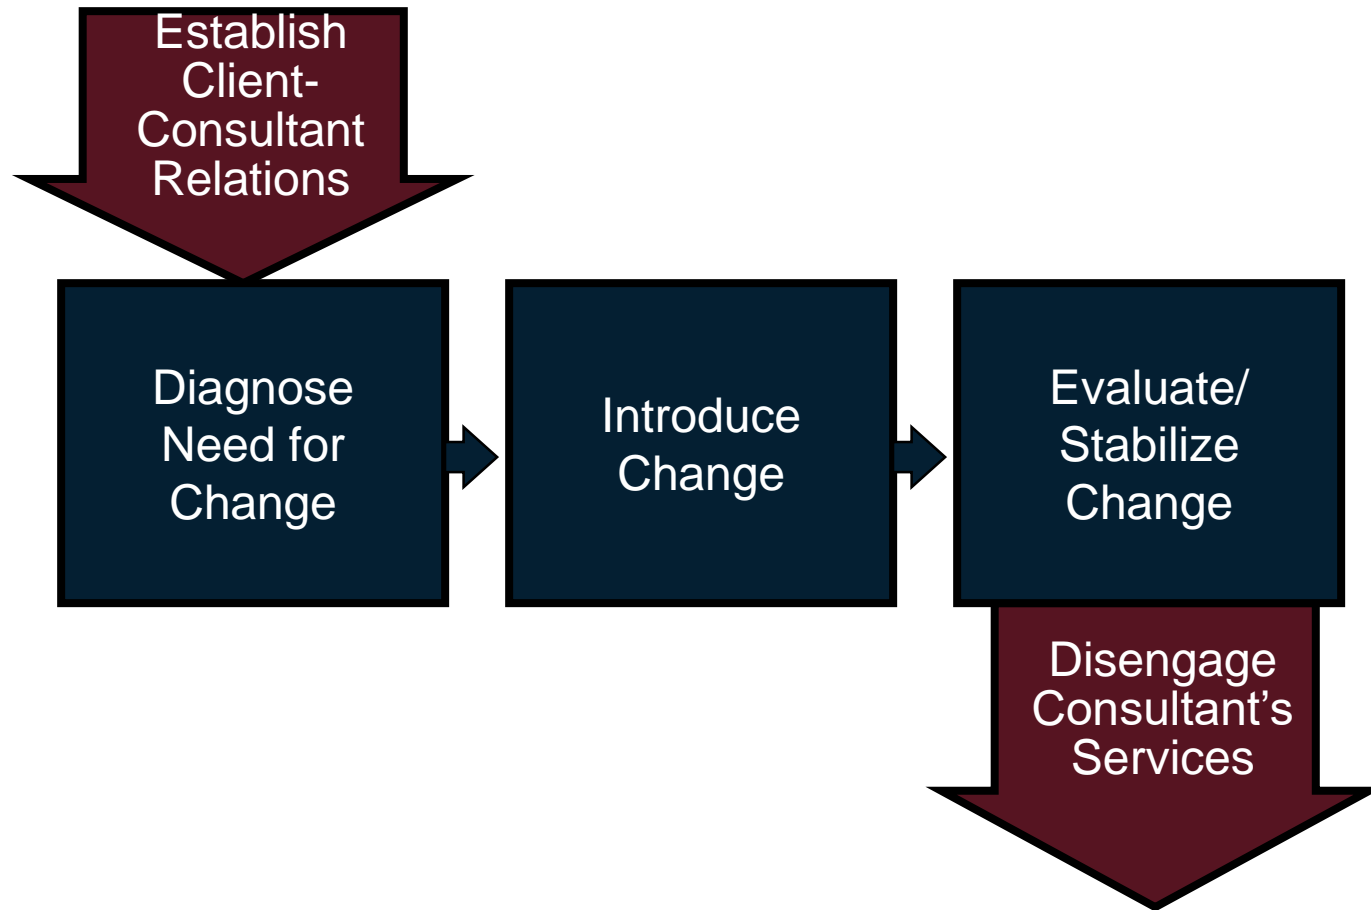 Establish
Client-
Consultant
Relations
Diagnose
Need for
Change
Introduce
Change
Evaluate/
Stabilize
Change
Disengage
Consultant’s
Services